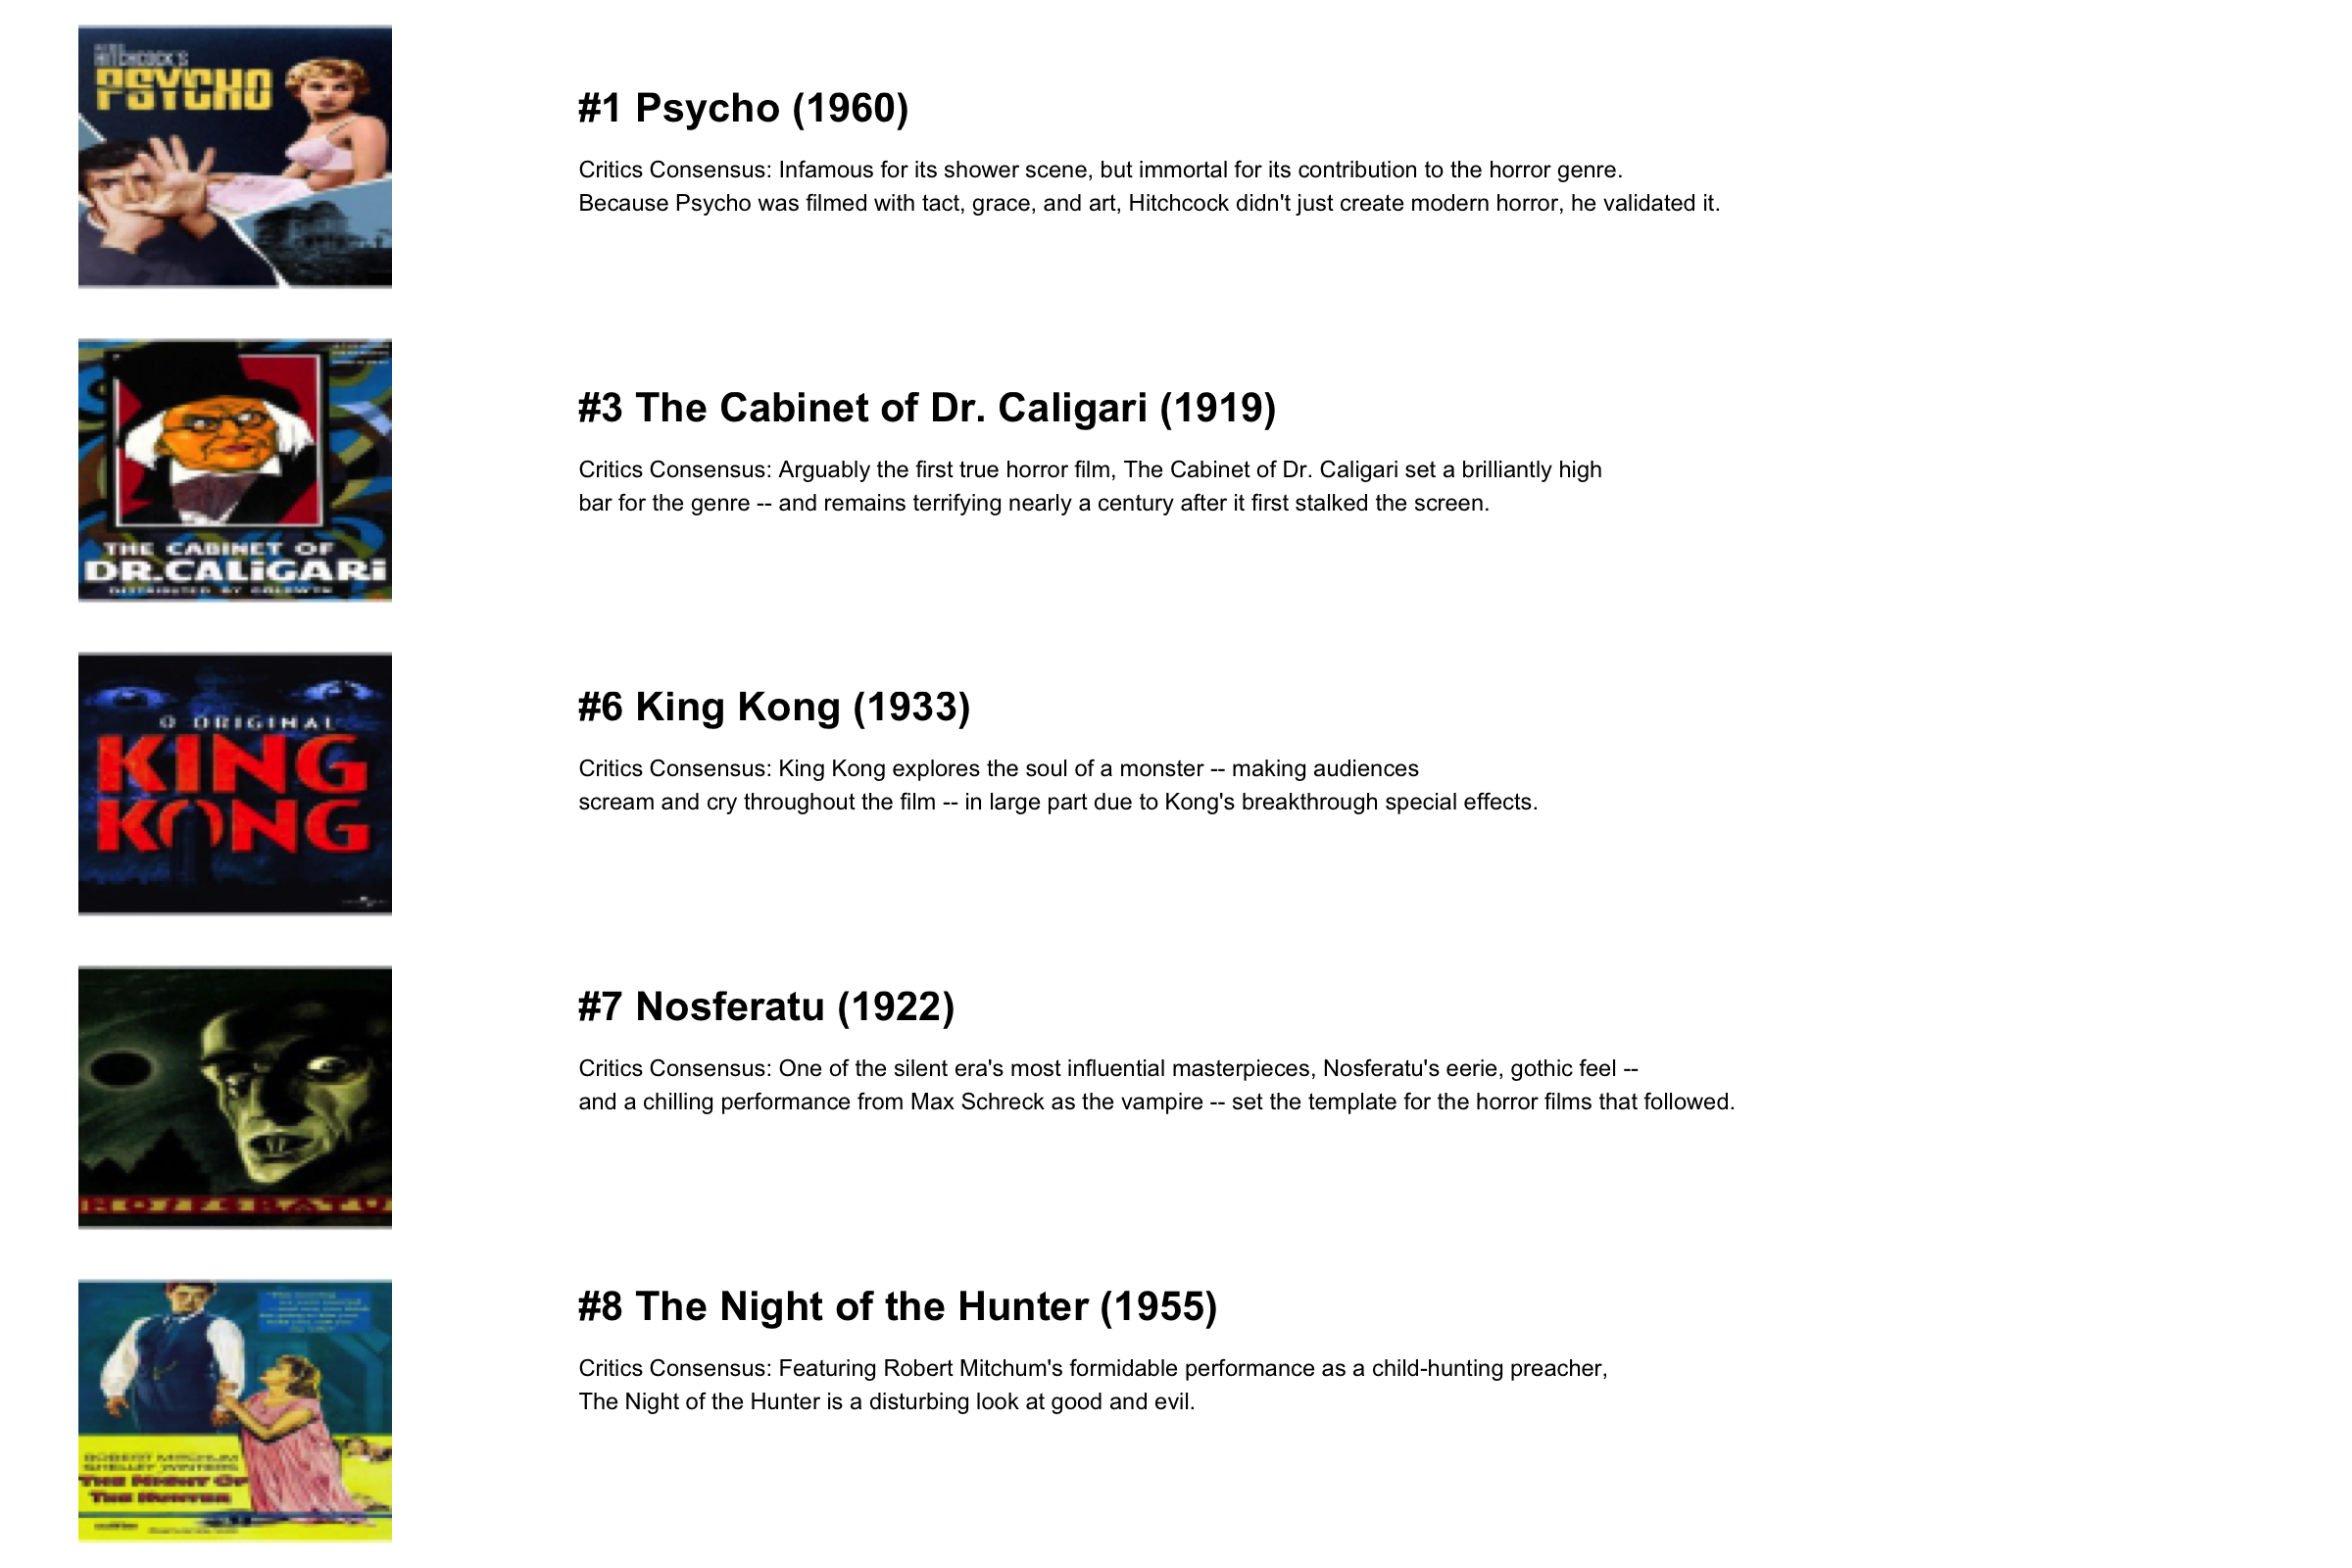 HITCHCOCK'S
PSYCHO
#1 Psycho (1960)
Critics Consensus: Infamous for its shower scene, but immortal for its contribution to the horror genre.
Because Psycho was filmed with tact, grace, and art, Hitchcock didn't just create modern horror, he validated it.
THE CABINET OF
DR.CALiGARi
DISTRIBUTED BY GOLDWYN
#3 The Cabinet of Dr. Caligari (1919)
Critics Consensus: Arguably the first true horror film, The Cabinet of Dr. Caligari set a brilliantly high
bar for the genre -- and remains terrifying nearly a century after it first stalked the screen.
O ORIGINAL
KING
KONG
#6 King Kong (1933)
Critics Consensus: King Kong explores the soul of a monster -- making audiences
scream and cry throughout the film -- in large part due to Kong's breakthrough special effects.
NOSFERATU
#7 Nosferatu (1922)
Critics Consensus: One of the silent era's most influential masterpieces, Nosferatu's eerie, gothic feel --
and a chilling performance from Max Schreck as the vampire -- set the template for the horror films that followed.
ROBERT MITCHUM
SHELLEY WINTERS
THE NIGHT OF
THE HUNTER
#8 The Night of the Hunter (1955)
Critics Consensus: Featuring Robert Mitchum's formidable performance as a child-hunting preacher,
The Night of the Hunter is a disturbing look at good and evil.